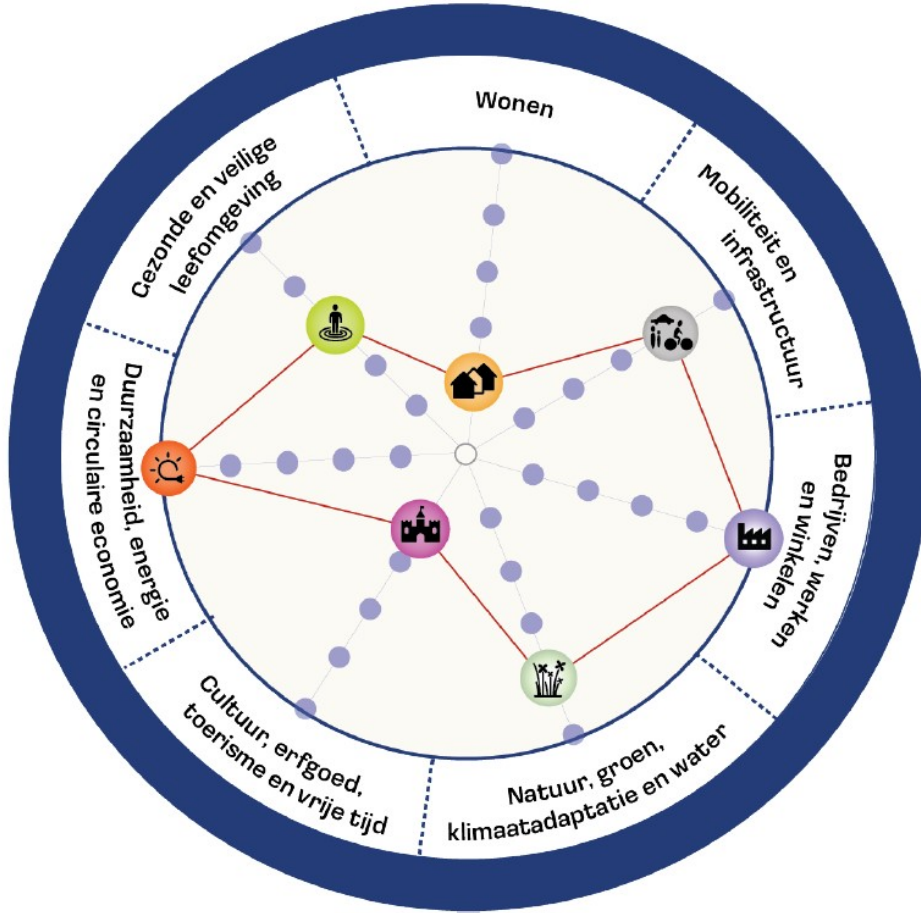 Wonen
Mobiliteit en
infrastructuur
Bedrijven, werken
en winkelen
Natuur, groen,
klimaatadaptatie en water
Cultuur, erfgoed,
toerisme en vrije tijd
Duurzaamheid, energie
en circulaire economie
Gezonde en veilige
leefomgeving